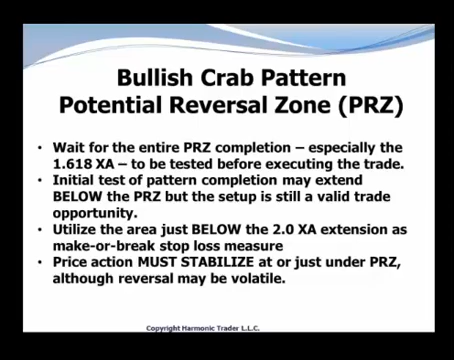 Bullish Crab Pattern
Potential Reversal Zone (PRZ)
• Wait for the entire PRZ completion – especially the
1.618 XA – to be tested before executing the trade.
• Initial test of pattern completion may extend
BELOW the PRZ but the setup is still a valid trade
opportunity.
• Utilize the area just BELOW the 2.0 XA extension as
make-or-break stop loss measure
• Price action MUST STABILIZE at or just under PRZ,
although reversal may be volatile.
Copyright Harmonic Trader L.L.C.